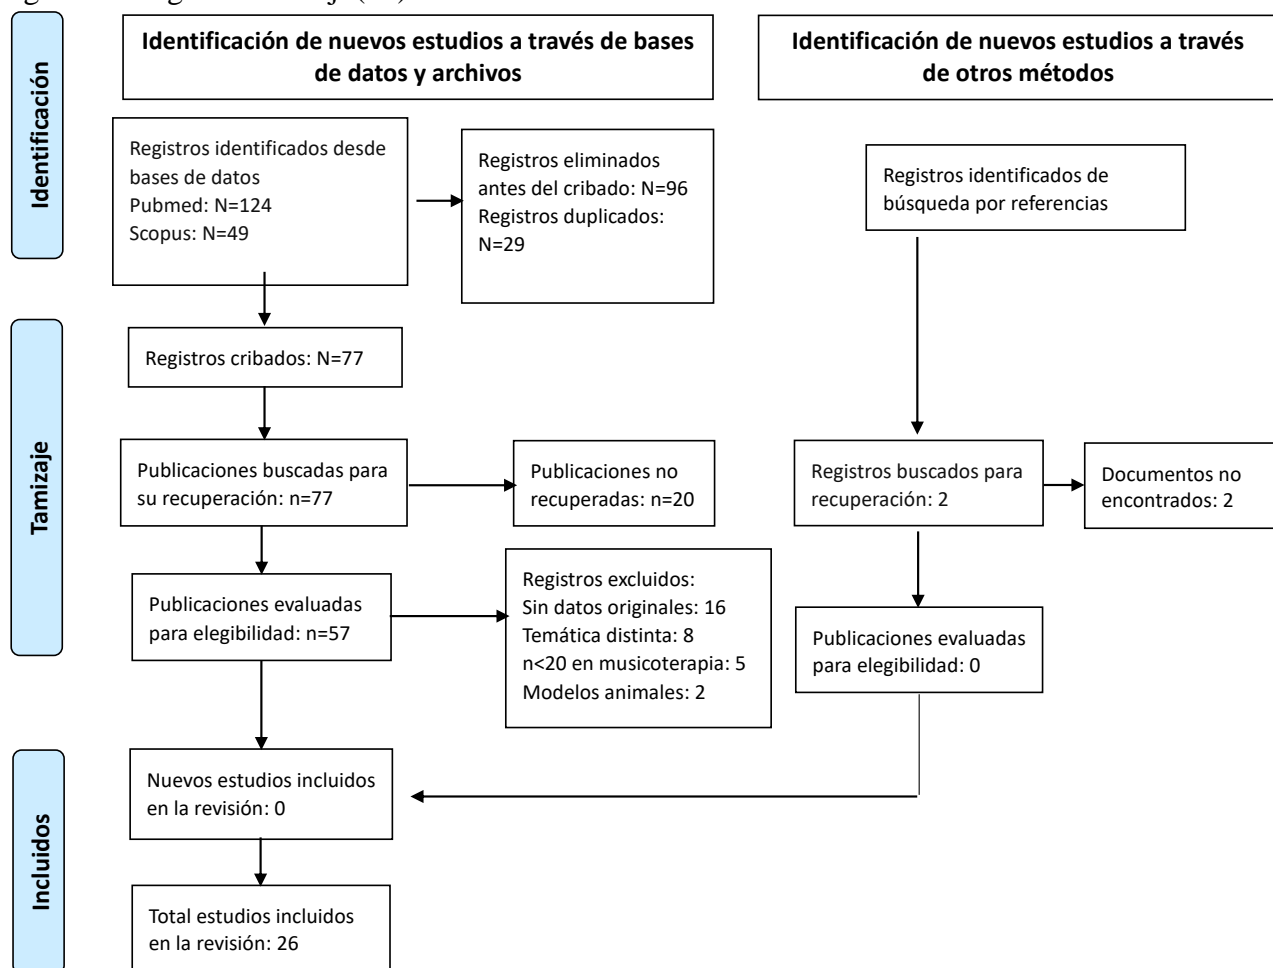 Identificación
Identificación de nuevos estudios a través de bases
de datos y archivos
Identificación de nuevos estudios a través
de otros métodos
Registros identificados desde
bases de datos
Pubmed: N=124
Scopus: N=49
Registros eliminados
antes del cribado: N=96
Registros duplicados:
N=29
Registros identificados de
búsqueda por referencias
Tamizaje
Registros cribados: N=77
Publicaciones buscadas para
su recuperación: n=77
Publicaciones no
recuperadas: n=20
Registros buscados para
recuperación: 2
Documentos no
encontrados: 2
Publicaciones evaluadas
para elegibilidad: n=57
Registros excluidos:
Sin datos originales: 16
Temática distinta: 8
n<20 en musicoterapia: 5
Modelos animales: 2
Publicaciones evaluadas
para elegibilidad: 0
Incluidos
Nuevos estudios incluidos
en la revisión: 0
Total estudios incluidos
en la revisión: 26